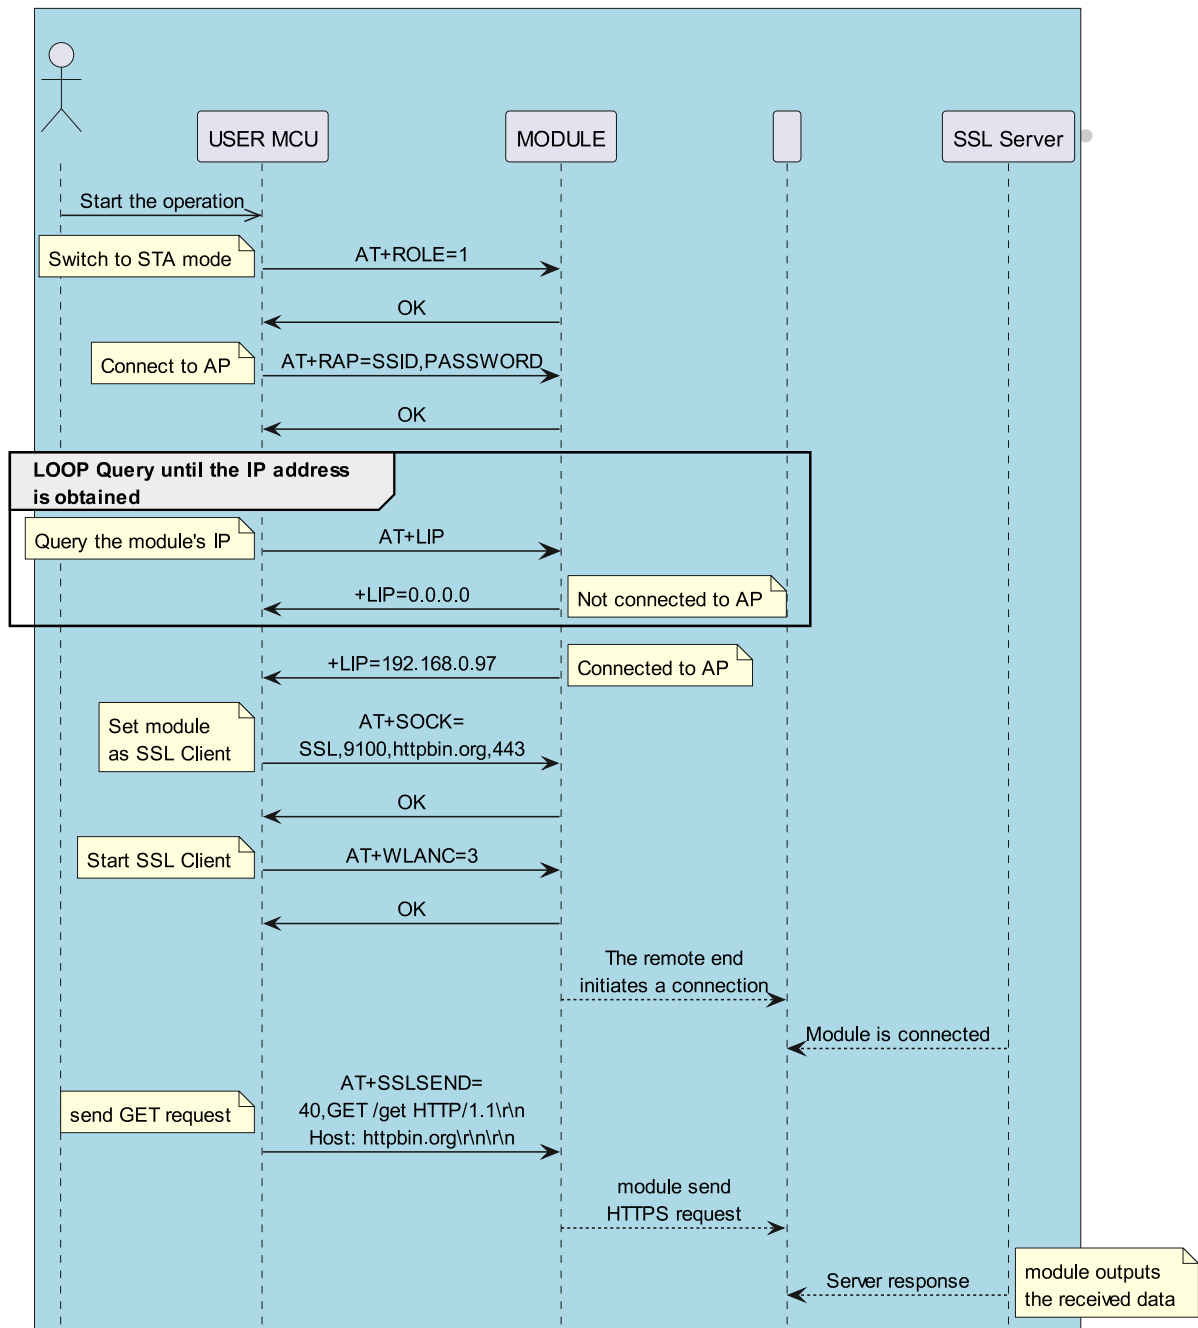 USER MCU
MODULE
SSL Server
Start the operation
Switch to STA mode
AT+ROLE=1
OK
Connect to AP
AT+RAP=SSID,PASSWORD
OK
LOOP Query until the IP address
is obtained
Query the module's IP
AT+LIP
+LIP=0.0.0.0
Not connected to AP
+LIP=192.168.0.97
Connected to AP
Set module
as SSL Client
AT+SOCK=
SSL,9100,httpbin.org,443
OK
Start SSL Client
AT+WLANC=3
OK
The remote end
initiates a connection
Module is connected
send GET request
AT+SSLSEND=
40,GET /get HTTP/1.1\r\n
Host: httpbin.org\r\n\r\n
module send
HTTPS request
Server response
module outputs
the received data